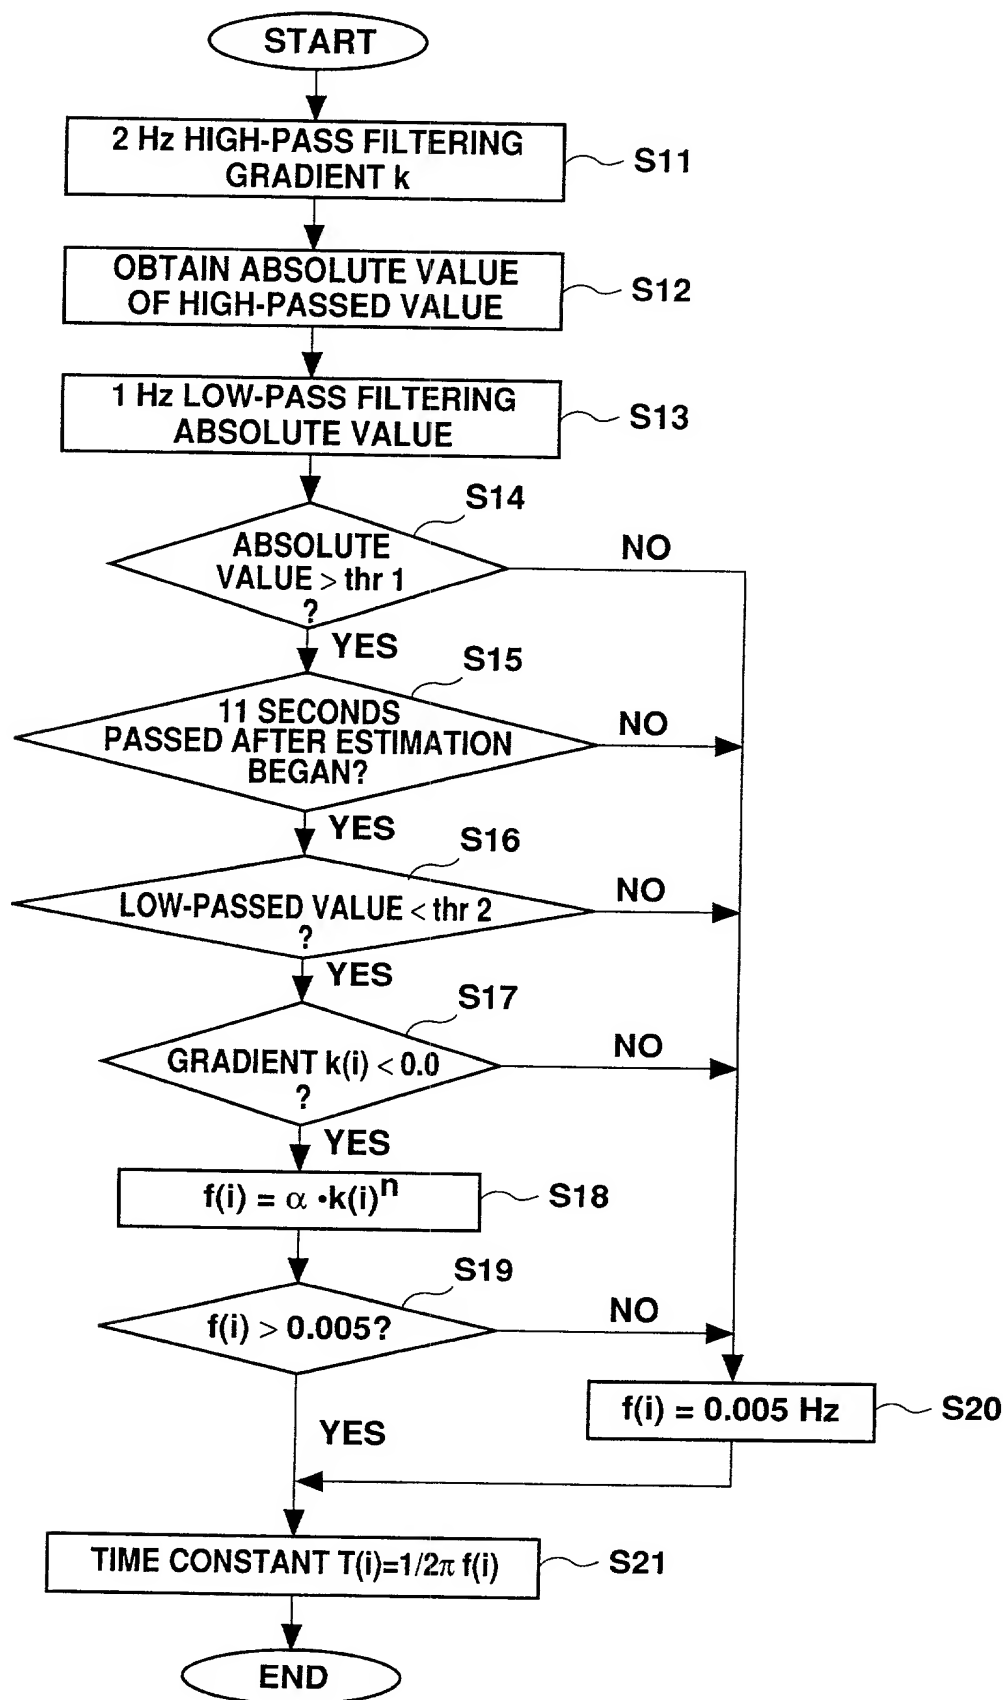 START
2 Hz HIGH-PASS FILTERING
GRADIENT k
S11
OBTAIN ABSOLUTE VALUE
OF HIGH-PASSED VALUE
S12
1 Hz LOW-PASS FILTERING
ABSOLUTE VALUE
S13
S14
ABSOLUTE
VALUE > thr 1
?
NO
YES
S15
11 SECONDS
PASSED AFTER ESTIMATION
BEGAN?
NO
YES
S16
LOW-PASSED VALUE < thr 2
?
NO
YES
S17
GRADIENT k(i) < 0.0
?
NO
YES
f(i) = α •k(i)ⁿ
S18
S19
f(i) > 0.005?
NO
f(i) = 0.005 Hz
S20
YES
TIME CONSTANT T(i)=1/2π f(i)
S21
END